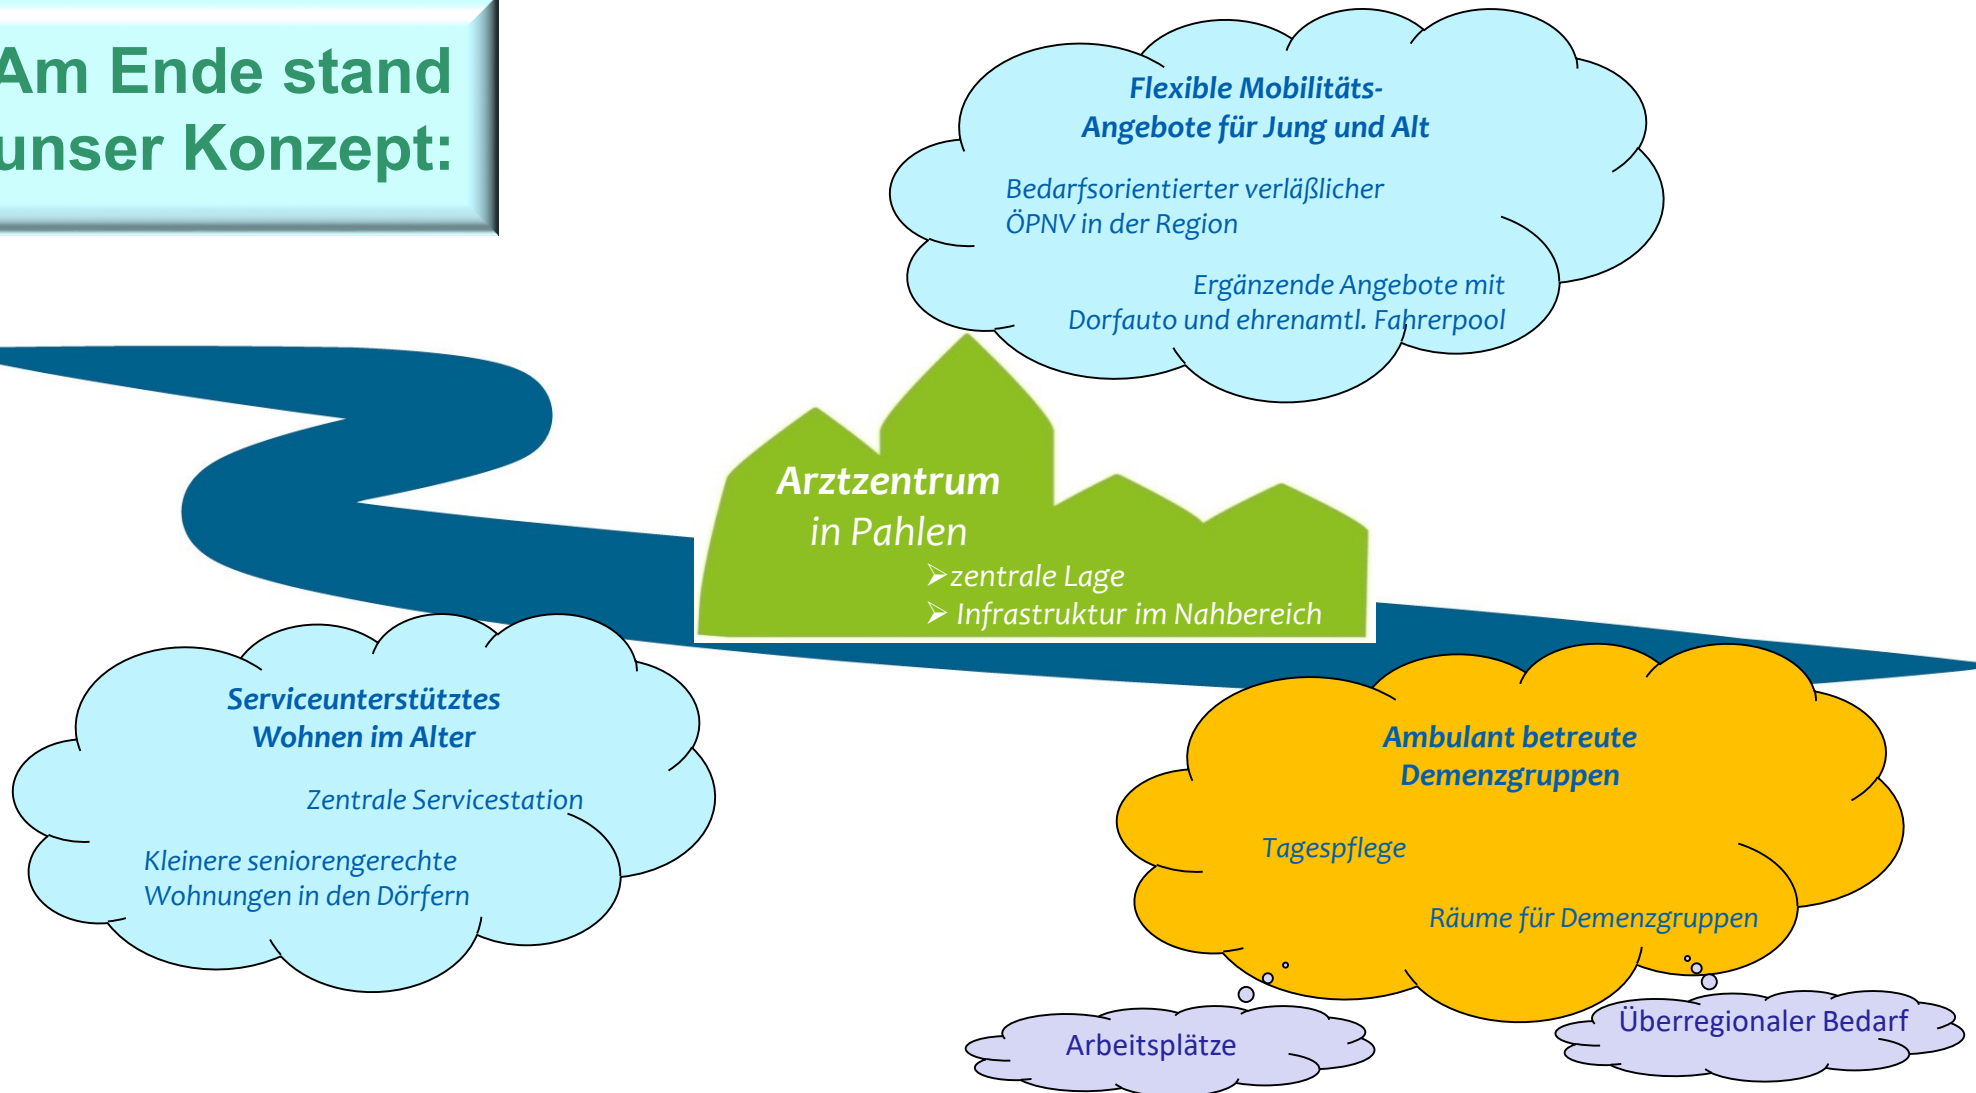 Am Ende stand
unser Konzept:
Flexible Mobilitäts-
Angebote für Jung und Alt
Bedarfsorientierter verläßlicher
ÖPNV in der Region
Ergänzende Angebote mit
Dorfauto und ehrenamtl. Fahrerpool
Arztzentrum
in Pahlen
➢zentrale Lage
➢ Infrastruktur im Nahbereich
Serviceunterstütztes
Wohnen im Alter
Zentrale Servicestation
Kleinere seniorengerechte
Wohnungen in den Dörfern
Ambulant betreute
Demenzgruppen
Tagespflege
Räume für Demenzgruppen
Arbeitsplätze
Überregionaler Bedarf